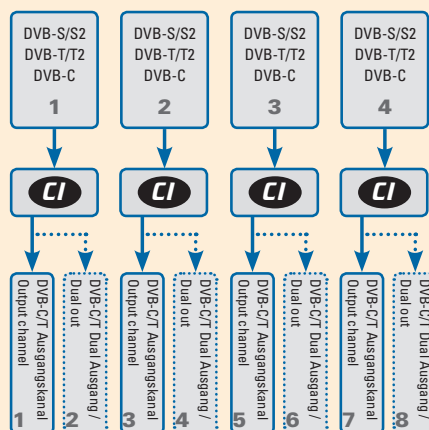 DVB-S/S2
DVB-T/T2
DVB-C
1
DVB-S/S2
DVB-T/T2
DVB-C
2
DVB-S/S2
DVB-T/T2
DVB-C
3
DVB-S/S2
DVB-T/T2
DVB-C
4
CI
CI
CI
CI
DVB-C/T Ausgangskanal
Output channel
1
DVB-C/T Dual Ausgang /
Dual out
2
DVB-C/T Ausgangskanal
Output channel
3
DVB-C/T Dual Ausgang /
Dual out
4
DVB-C/T Ausgangskanal
Output channel
5
DVB-C/T Dual Ausgang /
Dual out
6
DVB-C/T Ausgangskanal
Output channel
7
DVB-C/T Dual Ausgang /
Dual out
8